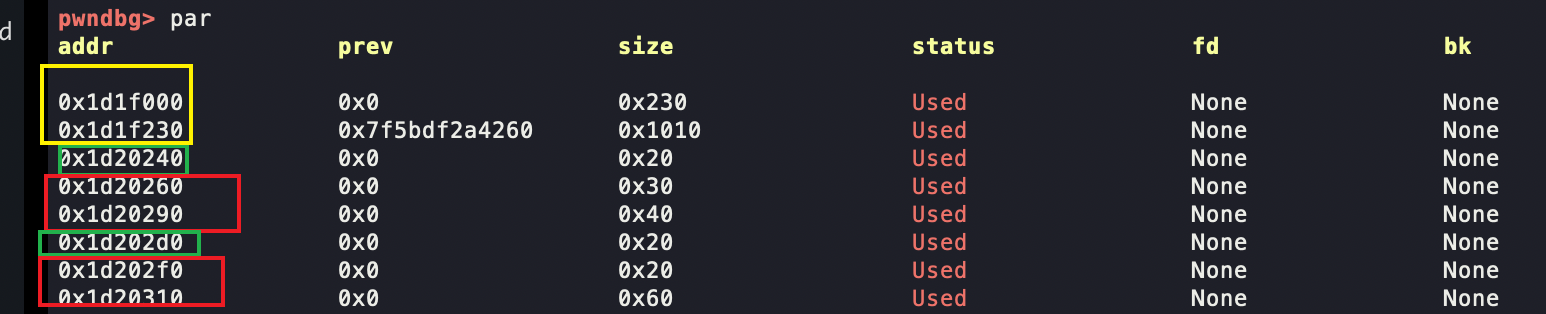 d
pwndbg> par
addr prev size status fd bk
0x1d1f000 0x0 0x230 Used None None
0x1d1f230 0x7f5bdf2a4260 0x1010 Used None None
0x1d20240 0x0 0x20 Used None None
0x1d20260 0x0 0x30 Used None None
0x1d20290 0x0 0x40 Used None None
0x1d202d0 0x0 0x20 Used None None
0x1d202f0 0x0 0x20 Used None None
0x1d20310 0x0 0x60 Used None None